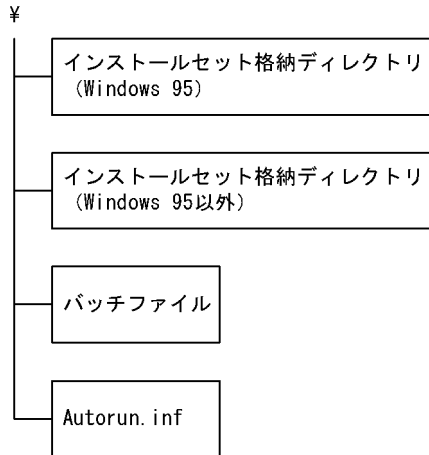 ¥
インストールセット格納ディレクトリ
（Windows 95）
インストールセット格納ディレクトリ
（Windows 95以外）
バッチファイル
Autorun.inf